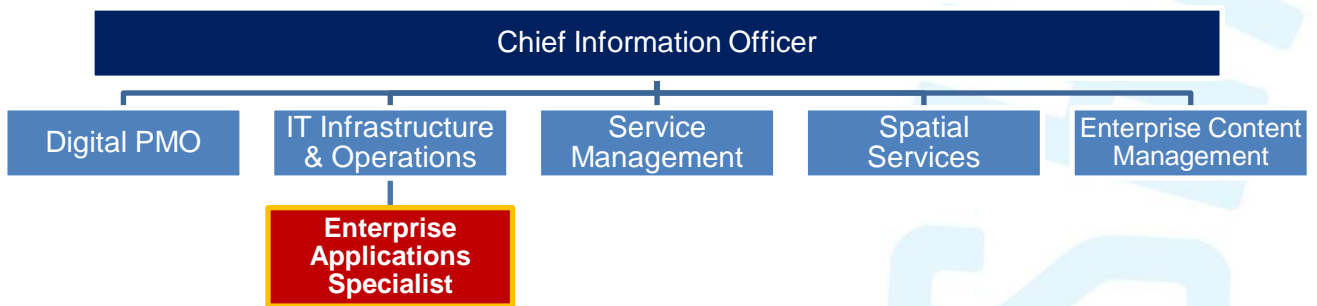 Chief Information Officer
Digital PMO
IT Infrastructure
& Operations
Service
Management
Spatial
Services
Enterprise Content
Management
Enterprise
Applications
Specialist